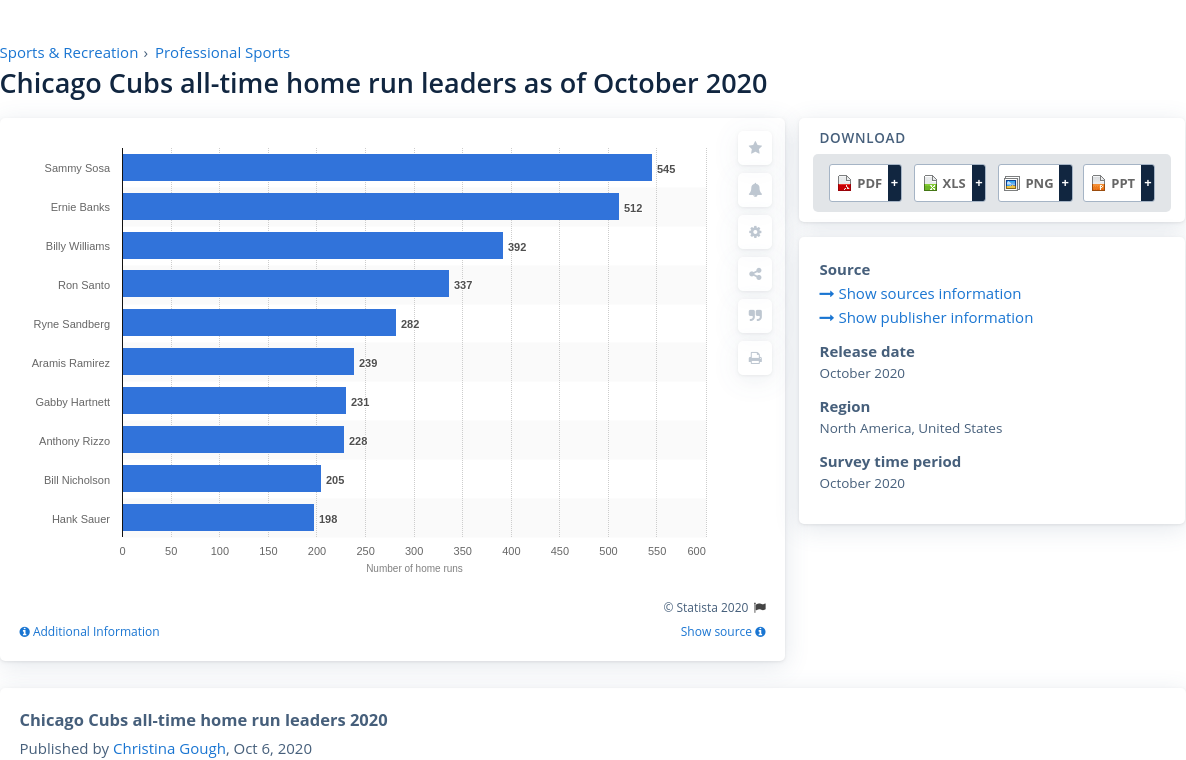 Sports & Recreation › Professional Sports
Chicago Cubs all-time home run leaders as of October 2020
Sammy Sosa 545
Ernie Banks 512
Billy Williams 392
Ron Santo 337
Ryne Sandberg 282
Aramis Ramirez 239
Gabby Hartnett 231
Anthony Rizzo 228
Bill Nicholson 205
Hank Sauer 198
0 50 100 150 200 250 300 350 400 450 500 550 600
Number of home runs
© Statista 2020
Additional Information Show source
DOWNLOAD
PDF + XLS + PNG + PPT +
Source
Show sources information
Show publisher information
Release date
October 2020
Region
North America, United States
Survey time period
October 2020
Chicago Cubs all-time home run leaders 2020
Published by Christina Gough, Oct 6, 2020